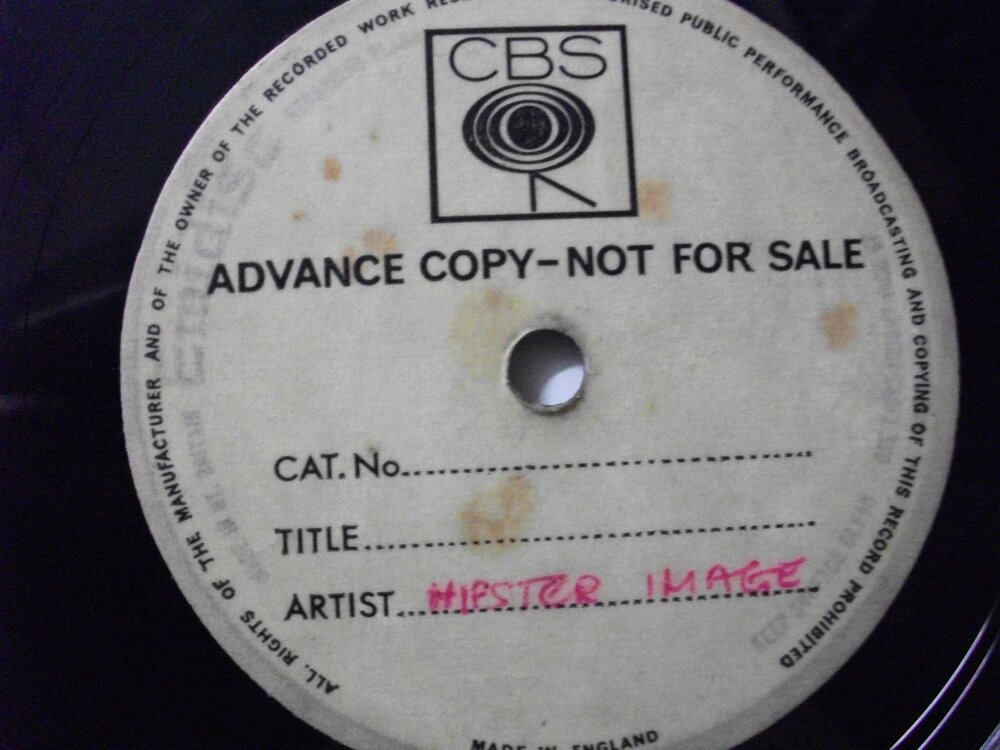 ALL RIGHTS OF THE MANUFACTURER AND OF THE OWNER OF THE RECORDED WORK
PUBLIC PERFORMANCE BROADCASTING AND COPYING OF THIS RECORD PROHIBITED
CBS
ADVANCE COPY-NOT FOR SALE
CAT. No.
TITLE
ARTIST HIPSTER IMAGE
MADE IN ENGLAND